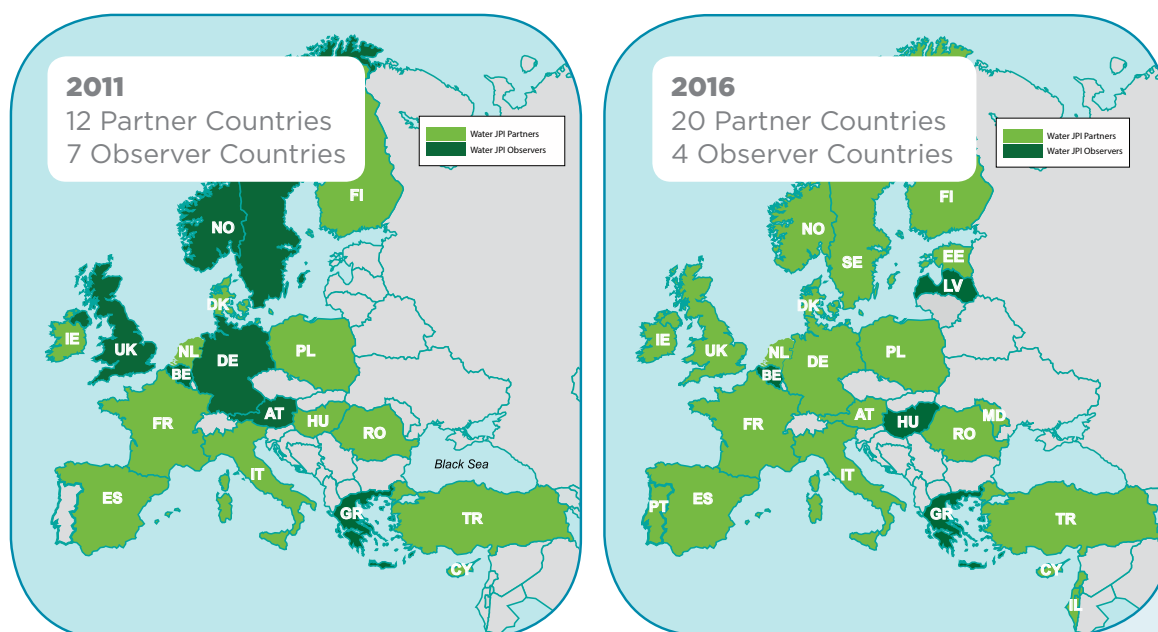 2011
12 Partner Countries
7 Observer Countries
Water JPI Partners
Water JPI Observers
FI
NO
DK
IE
UK
NL
DE
PL
BE
AT
FR
HU
RO
Black Sea
IT
ES
GR
TR
CY
2016
20 Partner Countries
4 Observer Countries
Water JPI Partners
Water JPI Observers
FI
NO
EE
SE
LV
DK
IE
UK
NL
DE
PL
BE
AT
MD
FR
HU
RO
IT
PT
ES
GR
TR
CY
IL